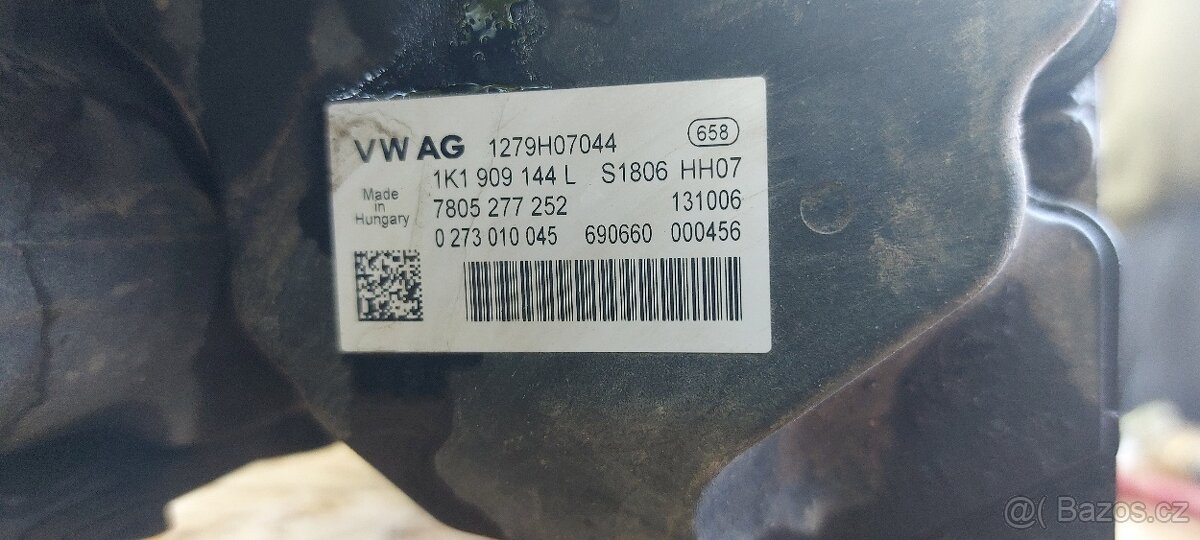 VW AG 1279H07044 658
1K1 909 144 L S1806 HH07
Made
in
Hungary
7805 277 252 131006
0 273 010 045 690660 000456
@( Bazos.cz